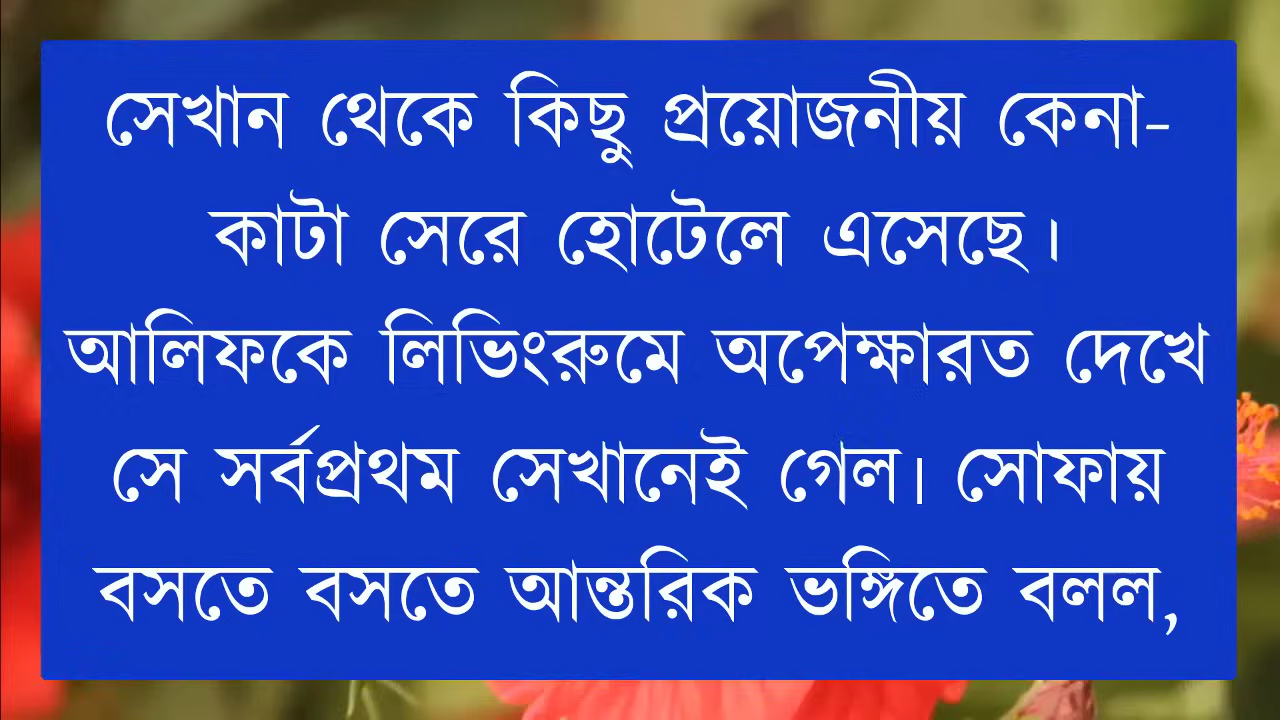 সেখান থেকে কিছু প্রয়োজনীয় কেনা-
কাটা সেরে হোটেলে এসেছে।
আলিফকে লিভিংরুমে অপেক্ষারত দেখে
সে সর্বপ্রথম সেখানেই গেল। সোফায়
বসতে বসতে আন্তরিক ভঙ্গিতে বলল,